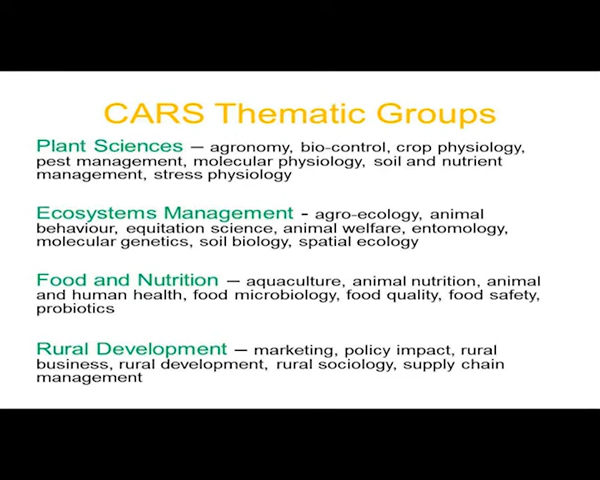 CARS Thematic Groups
Plant Sciences – agronomy, bio-control, crop physiology,
pest management, molecular physiology, soil and nutrient
management, stress physiology
Ecosystems Management - agro-ecology, animal
behaviour, equitation science, animal welfare, entomology,
molecular genetics, soil biology, spatial ecology
Food and Nutrition – aquaculture, animal nutrition, animal
and human health, food microbiology, food quality, food safety,
probiotics
Rural Development – marketing, policy impact, rural
business, rural development, rural sociology, supply chain
management